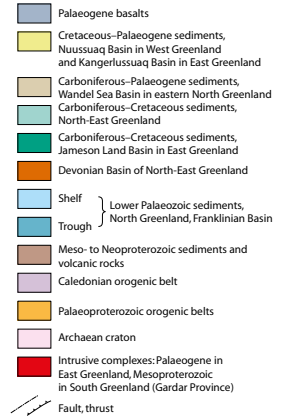 Palaeogene basalts
Cretaceous–Palaeogene sediments,
Nuussuaq Basin in West Greenland
and Kangerlussuaq Basin in East Greenland
Carboniferous–Palaeogene sediments,
Wandel Sea Basin in eastern North Greenland
Carboniferous–Cretaceous sediments,
North-East Greenland
Carboniferous–Cretaceous sediments,
Jameson Land Basin in East Greenland
Devonian Basin of North-East Greenland
Shelf
Trough
Lower Palaeozoic sediments,
North Greenland, Franklinian Basin
Meso- to Neoproterozoic sediments and
volcanic rocks
Caledonian orogenic belt
Palaeoproterozoic orogenic belts
Archaean craton
Intrusive complexes: Palaeogene in
East Greenland, Mesoproterozoic
in South Greenland (Gardar Province)
Fault, thrust